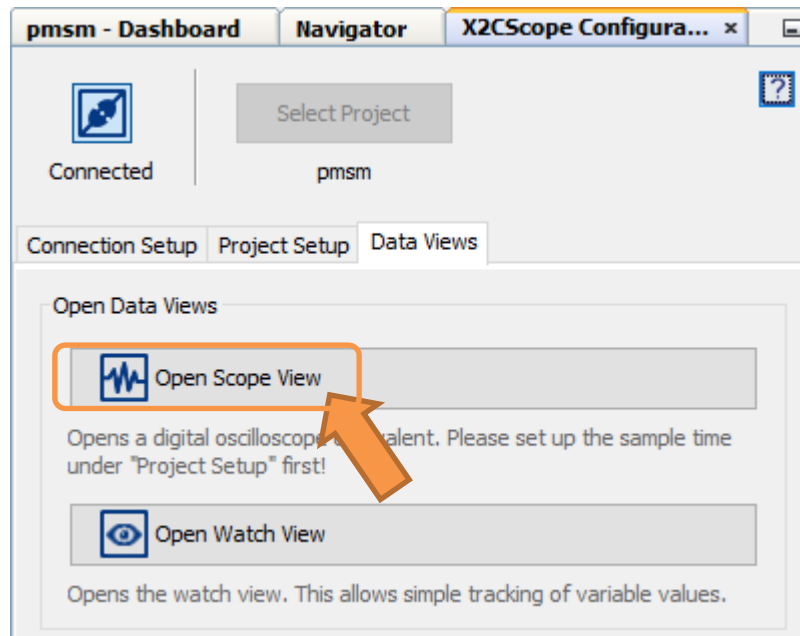 pmsm - Dashboard Navigator X2CScope Configura... ×
?
Select Project
Connected pmsm
Connection Setup Project Setup Data Views
Open Data Views
Open Scope View
Opens a digital oscilloscope valent. Please set up the sample time
under "Project Setup" first!
Open Watch View
Opens the watch view. This allows simple tracking of variable values.